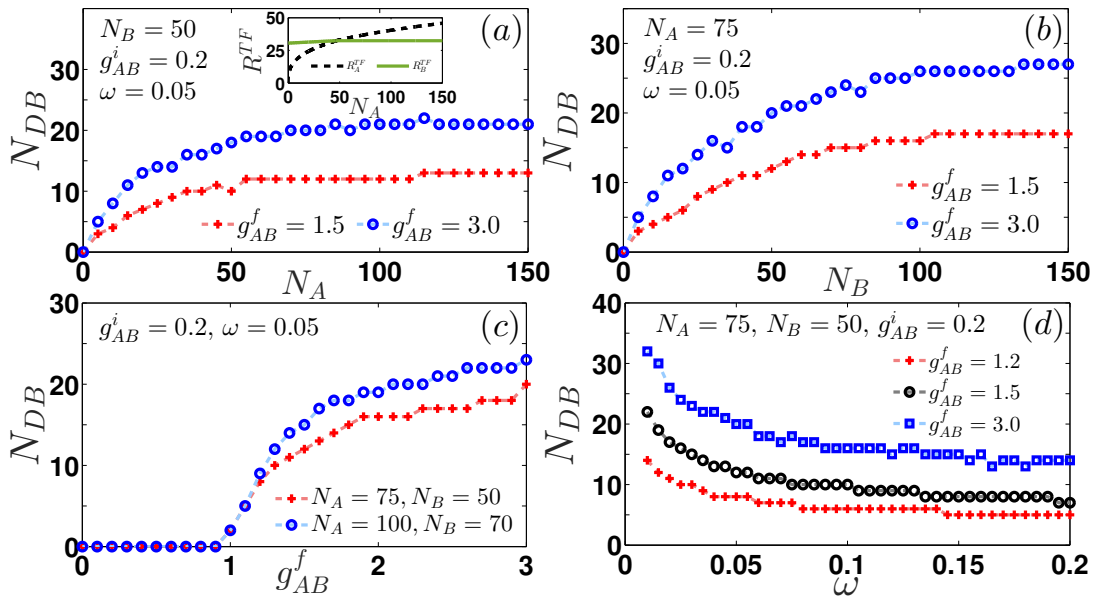 (a)
N_B = 50
g^i_{AB} = 0.2
ω = 0.05
N_{DB}
0
10
20
30
0
50
100
150
N_A
g^f_{AB} = 1.5
g^f_{AB} = 3.0
R^{TF}
0
25
50
0
50
100
150
N_A
R_A^{TF}
R_B^{TF}
(b)
N_A = 75
g^i_{AB} = 0.2
ω = 0.05
N_{DB}
0
10
20
30
0
50
100
150
N_B
g^f_{AB} = 1.5
g^f_{AB} = 3.0
(c)
g^i_{AB} = 0.2, ω = 0.05
N_{DB}
0
10
20
30
0
1
2
3
g^f_{AB}
N_A = 75, N_B = 50
N_A = 100, N_B = 70
(d)
N_A = 75, N_B = 50, g^i_{AB} = 0.2
N_{DB}
0
10
20
30
40
0
0.05
0.1
0.15
0.2
ω
g^f_{AB} = 1.2
g^f_{AB} = 1.5
g^f_{AB} = 3.0